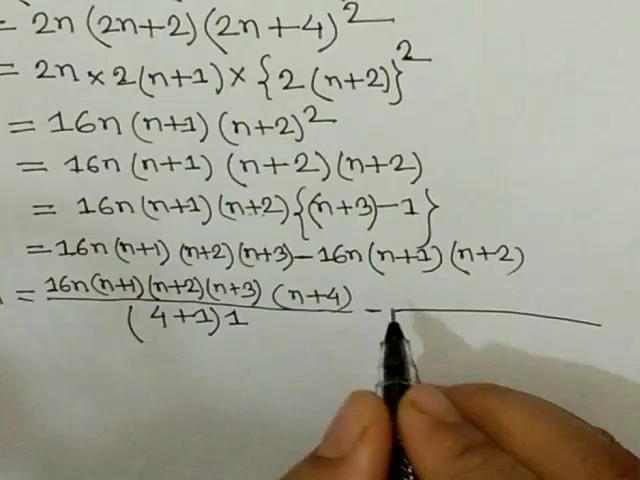 = 2n(2n+2)(2n+4)²
= 2n×2(n+1)×{2(n+2)}²
= 16n(n+1)(n+2)²
= 16n(n+1)(n+2)(n+2)
= 16n(n+1)(n+2){(n+3)-1}
= 16n(n+1)(n+2)(n+3)-16n(n+1)(n+2)
= 16n(n+1)(n+2)(n+3)(n+4) -
(4+1)1